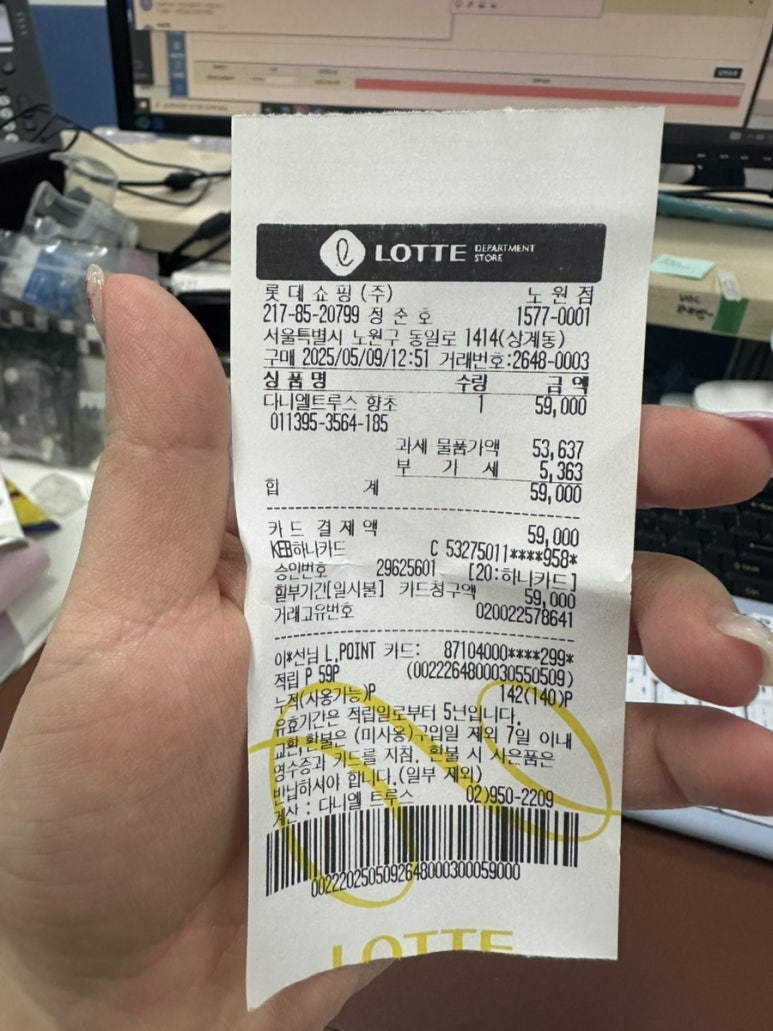 LOTTE DEPARTMENT STORE
롯데쇼핑(주) 노원점
217-85-20799 정준호 1577-0001
서울특별시 노원구 동일로 1414(상계동)
구매 2025/05/09/12:51 거래번호:2648-0003
상품명 수량 금액
다니엘트루스 향초 1 59,000
011395-3564-185
과세 물품가액 53,637
부 가 세 5,363
합 계 59,000
카드 결제액 59,000
KEB하나카드 C 53275011****958*
승인번호 29625601 [20:하나카드]
할부기간[일시불] 카드청구액 59,000
거래고유번호 020022578641
이*선님 L.POINT 카드: 87104000****299*
적립 P 59P (0022264800030550509)
누적(사용가능)P 142(140)P
유효기간은 적립일로부터 5년입니다.
교환,환불은 (미사용)구입일 제외 7일 이내
영수증과 카드를 지참. 환불 시 사은품은
반납하셔야 합니다.(일부 제외)
계산 : 다니엘 트루스 02)950-2209
0022202505092648000300059000
LOTTE